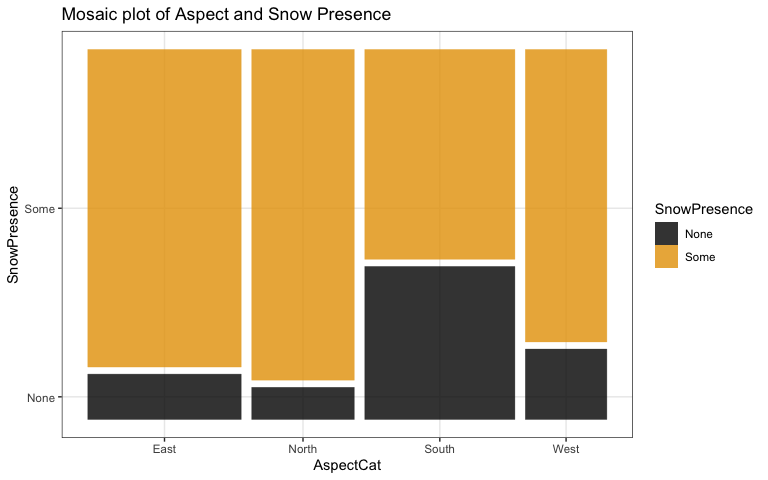 Mosaic plot of Aspect and Snow Presence
SnowPresence
Some
None
East North South West
AspectCat
SnowPresence
None
Some